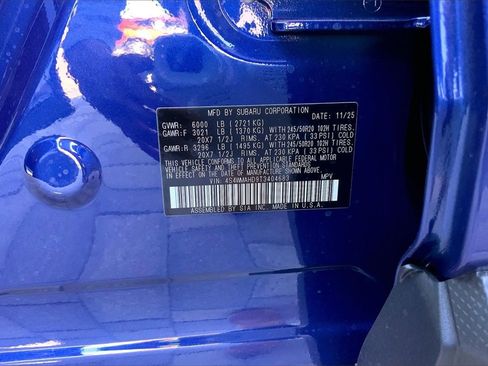 MFD BY SUBARU CORPORATION DATE: 11/25
GVWR: 6000 LB (2721 KG)
GAWR:F 3021 LB (1370 KG) WITH 245/50R20 102H TIRES,
20X7 1/2J RIMS, AT 230 KPA ( 33 PSI) COLD
GAWR:R 3296 LB (1495 KG) WITH 245/50R20 102H TIRES,
20X7 1/2J RIMS, AT 230 KPA ( 33 PSI) COLD
THIS VEHICLE CONFORMS TO ALL APPLICABLE FEDERAL MOTOR
VEHICLE SAFETY STANDARDS IN EFFECT ON THE
DATE OF MANUFACTURE SHOWN ABOVE.
VIN: 4S4WMAHD9T3404683 MPV
ASSEMBLED BY SIA MADE IN U.S.A.